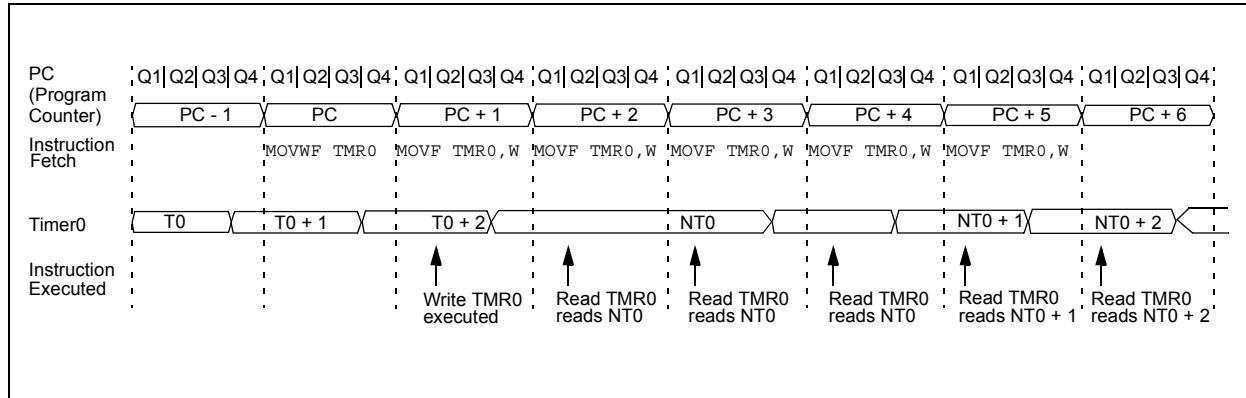 PC
(Program
Counter)
Q1 Q2 Q3 Q4 Q1 Q2 Q3 Q4 Q1 Q2 Q3 Q4 Q1 Q2 Q3 Q4 Q1 Q2 Q3 Q4 Q1 Q2 Q3 Q4 Q1 Q2 Q3 Q4 Q1 Q2 Q3 Q4
PC - 1 PC PC + 1 PC + 2 PC + 3 PC + 4 PC + 5 PC + 6
Instruction
Fetch
MOVWF TMR0 MOVF TMR0,W MOVF TMR0,W MOVF TMR0,W MOVF TMR0,W MOVF TMR0,W
Timer0
T0 T0 + 1 T0 + 2 NT0 NT0 + 1 NT0 + 2
Instruction
Executed
Write TMR0
executed
Read TMR0
reads NT0
Read TMR0
reads NT0
Read TMR0
reads NT0
Read TMR0
reads NT0 + 1
Read TMR0
reads NT0 + 2